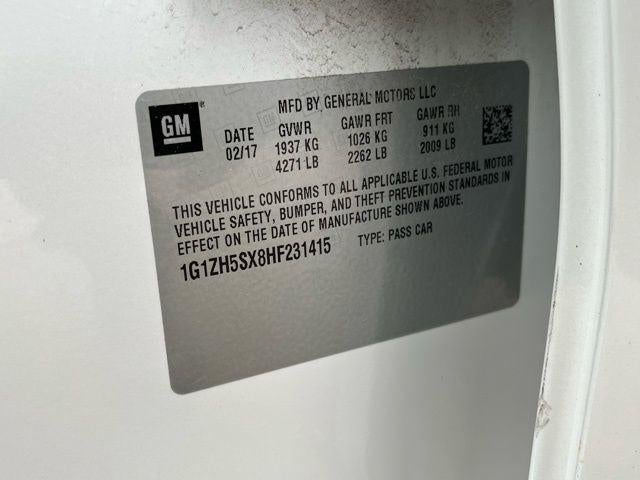 MFD BY GENERAL MOTORS LLC
GM
DATE GVWR GAWR FRT GAWR RR
02/17 1937 KG 1026 KG 911 KG
4271 LB 2262 LB 2009 LB
THIS VEHICLE CONFORMS TO ALL APPLICABLE U.S. FEDERAL MOTOR
VEHICLE SAFETY, BUMPER, AND THEFT PREVENTION STANDARDS IN
EFFECT ON THE DATE OF MANUFACTURE SHOWN ABOVE.
1G1ZH5SX8HF231415 TYPE: PASS CAR